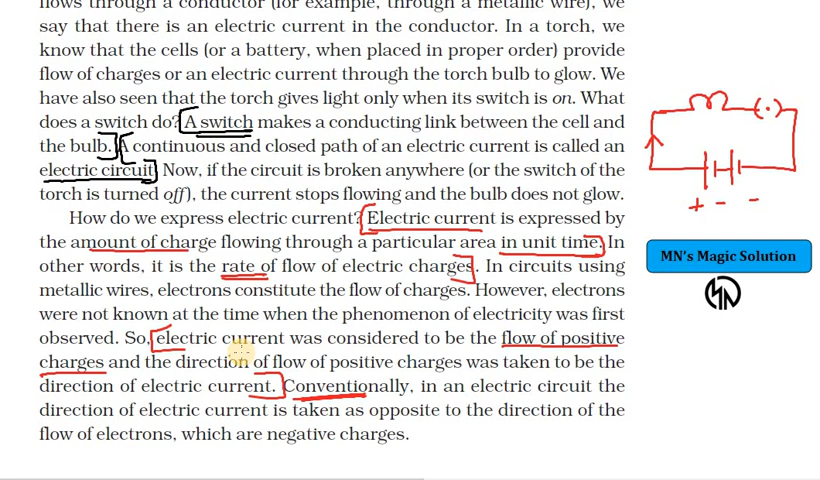 flows through a conductor (for example, through a metallic wire), we
say that there is an electric current in the conductor. In a torch, we
know that the cells (or a battery, when placed in proper order) provide
flow of charges or an electric current through the torch bulb to glow. We
have also seen that the torch gives light only when its switch is on. What
does a switch do? A switch makes a conducting link between the cell and
the bulb. A continuous and closed path of an electric current is called an
electric circuit. Now, if the circuit is broken anywhere (or the switch of the
torch is turned off), the current stops flowing and the bulb does not glow.
How do we express electric current? Electric current is expressed by
the amount of charge flowing through a particular area in unit time. In
other words, it is the rate of flow of electric charges. In circuits using
metallic wires, electrons constitute the flow of charges. However, electrons
were not known at the time when the phenomenon of electricity was first
observed. So, electric current was considered to be the flow of positive
charges and the direction of flow of positive charges was taken to be the
direction of electric current. Conventionally, in an electric circuit the
direction of electric current is taken as opposite to the direction of the
flow of electrons, which are negative charges.
+ - -
MN's Magic Solution
MN